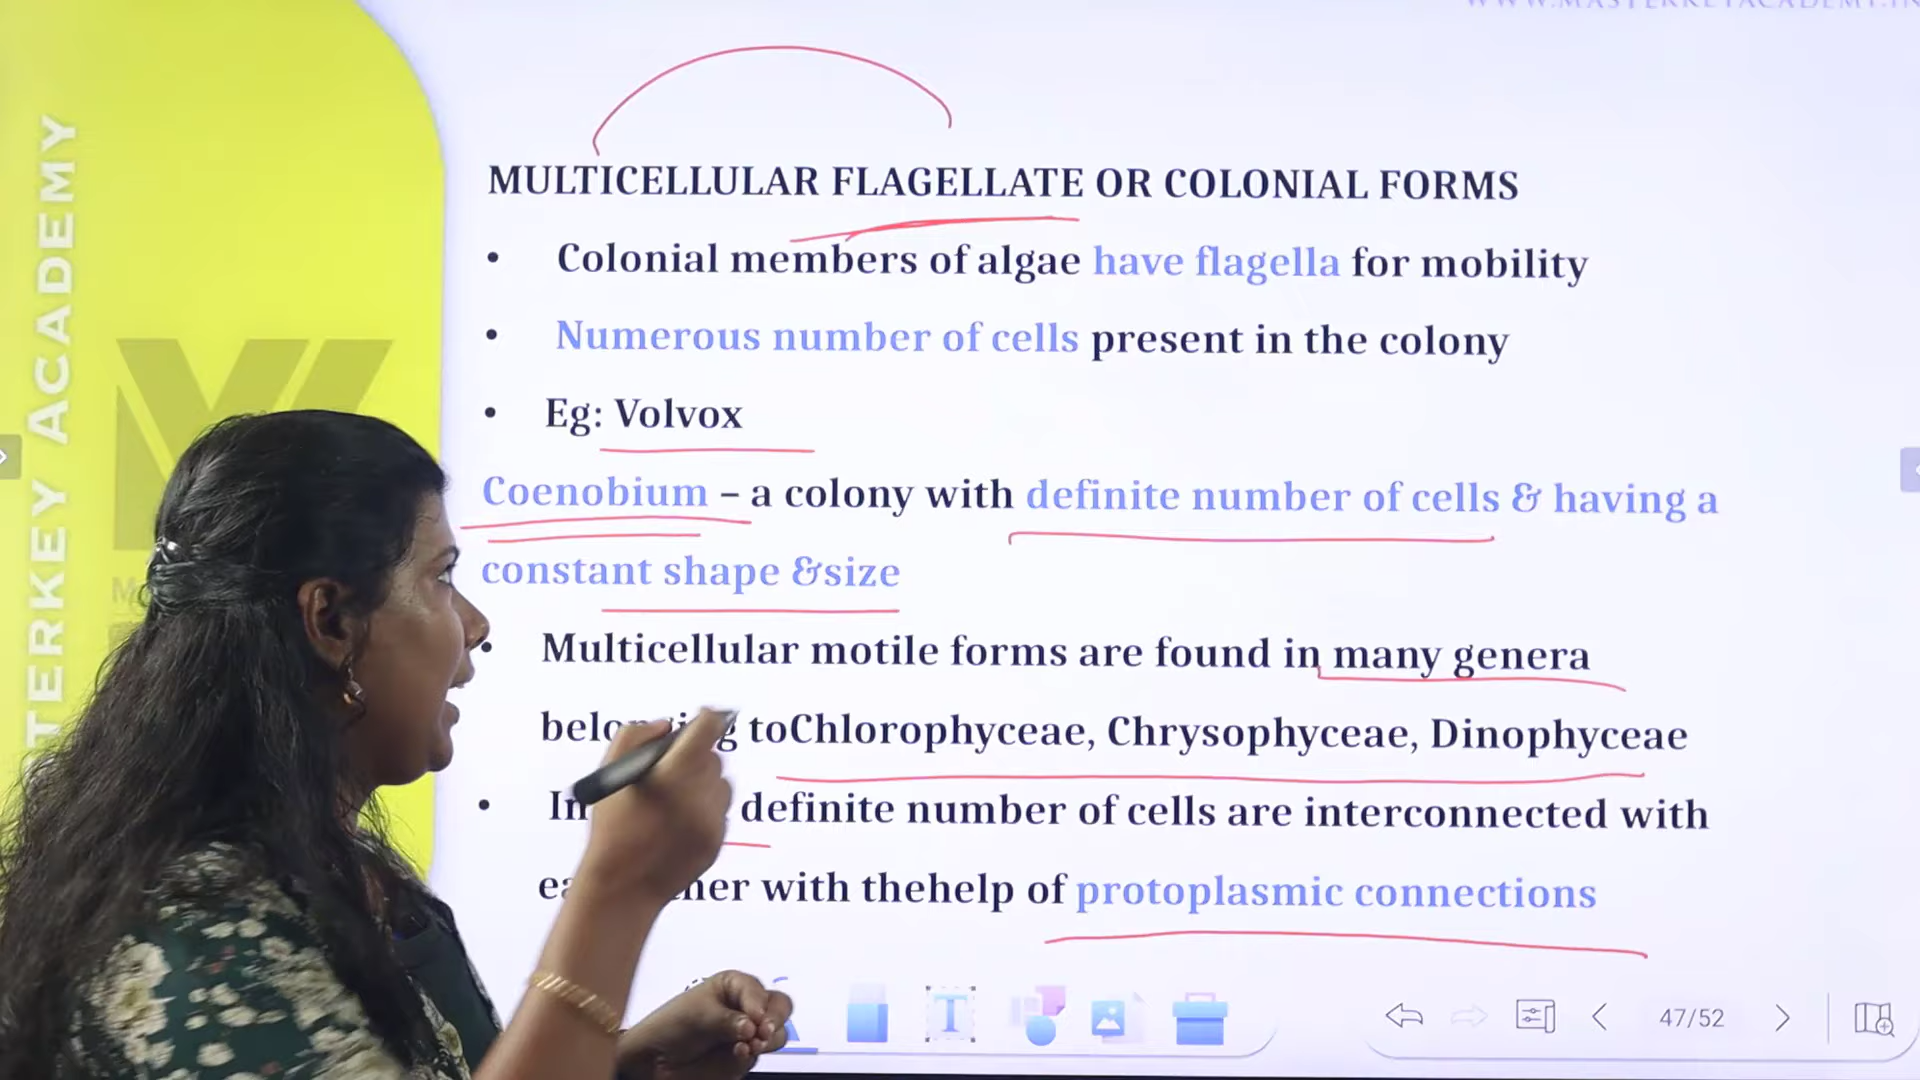 WWW.MASTERKEYACADEMY.IN
TERKEY ACADEMY
MULTICELLULAR FLAGELLATE OR COLONIAL FORMS
• Colonial members of algae have flagella for mobility
• Numerous number of cells present in the colony
• Eg: Volvox
Coenobium – a colony with definite number of cells & having a
constant shape &size
• Multicellular motile forms are found in many genera
belonging toChlorophyceae, Chrysophyceae, Dinophyceae
• definite number of cells are interconnected with
with thehelp of protoplasmic connections
T
47/52